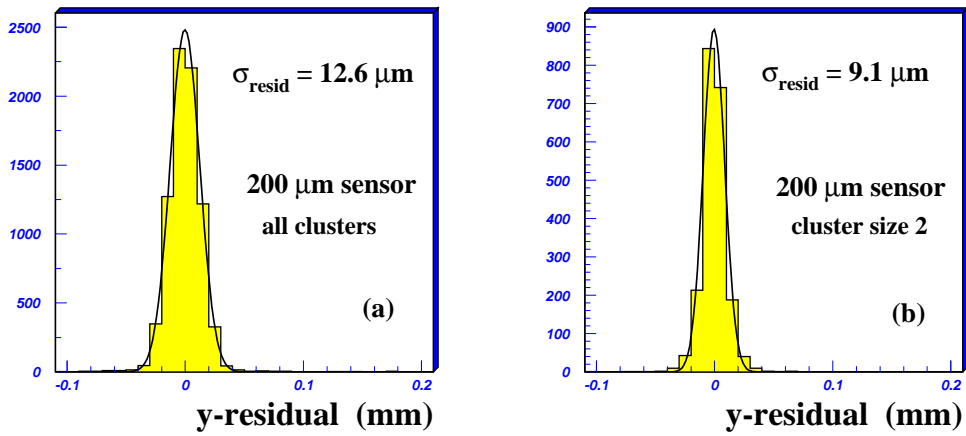 2500
2000
1500
1000
500
0
σresid = 12.6 μm
200 μm sensor
all clusters
(a)
-0.1 0 0.1 0.2
y-residual (mm)
900
800
700
600
500
400
300
200
100
0
σresid = 9.1 μm
200 μm sensor
cluster size 2
(b)
-0.1 0 0.1 0.2
y-residual (mm)